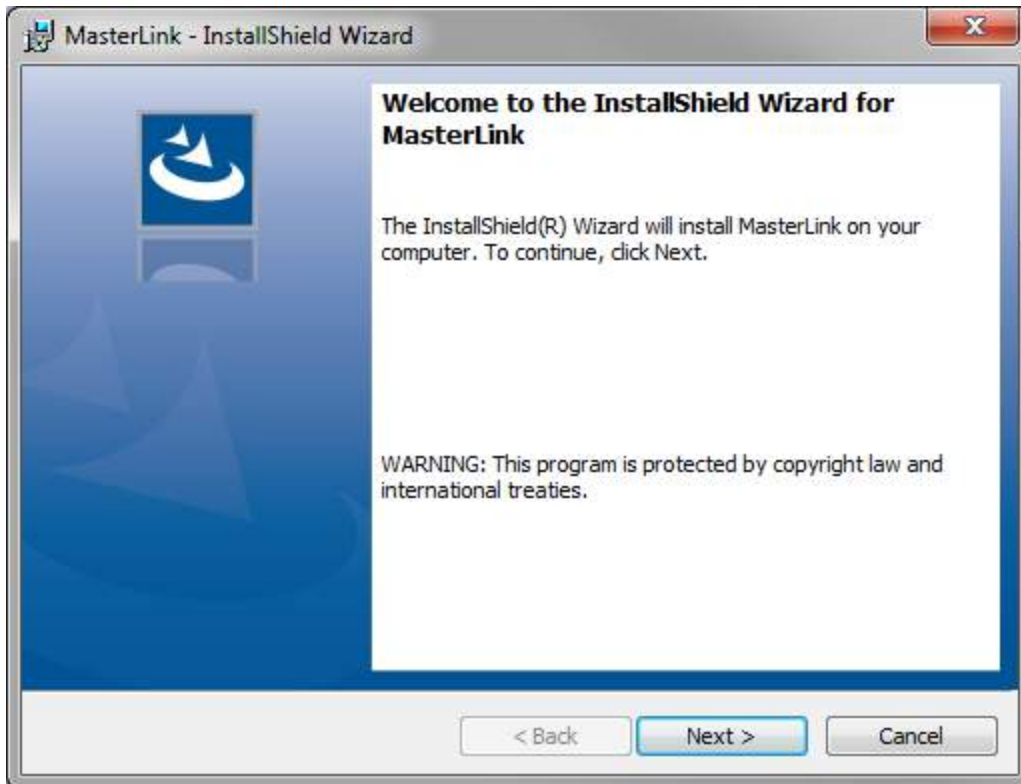 MasterLink - InstallShield Wizard
Welcome to the InstallShield Wizard for
MasterLink
The InstallShield(R) Wizard will install MasterLink on your
computer. To continue, click Next.
WARNING: This program is protected by copyright law and
international treaties.
< Back Next > Cancel